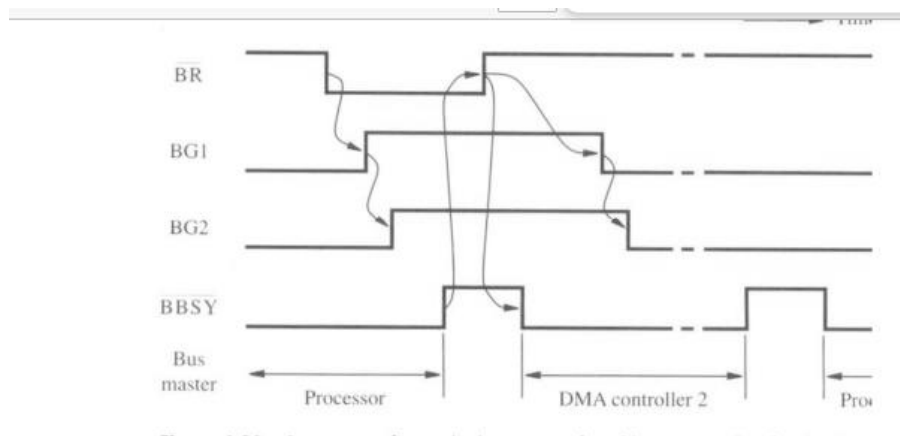 BR
BG1
BG2
BBSY
Bus
master
Processor
DMA controller 2